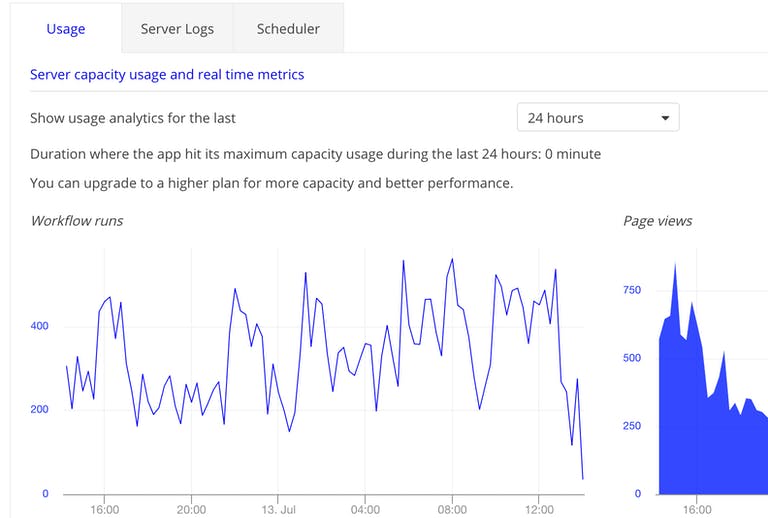 Usage Server Logs Scheduler
Server capacity usage and real time metrics
Show usage analytics for the last 24 hours
Duration where the app hit its maximum capacity usage during the last 24 hours: 0 minute
You can upgrade to a higher plan for more capacity and better performance.
Workflow runs
400
200
0
16:00 20:00 13. Jul 04:00 08:00 12:00
Page views
750
500
250
0
16:00